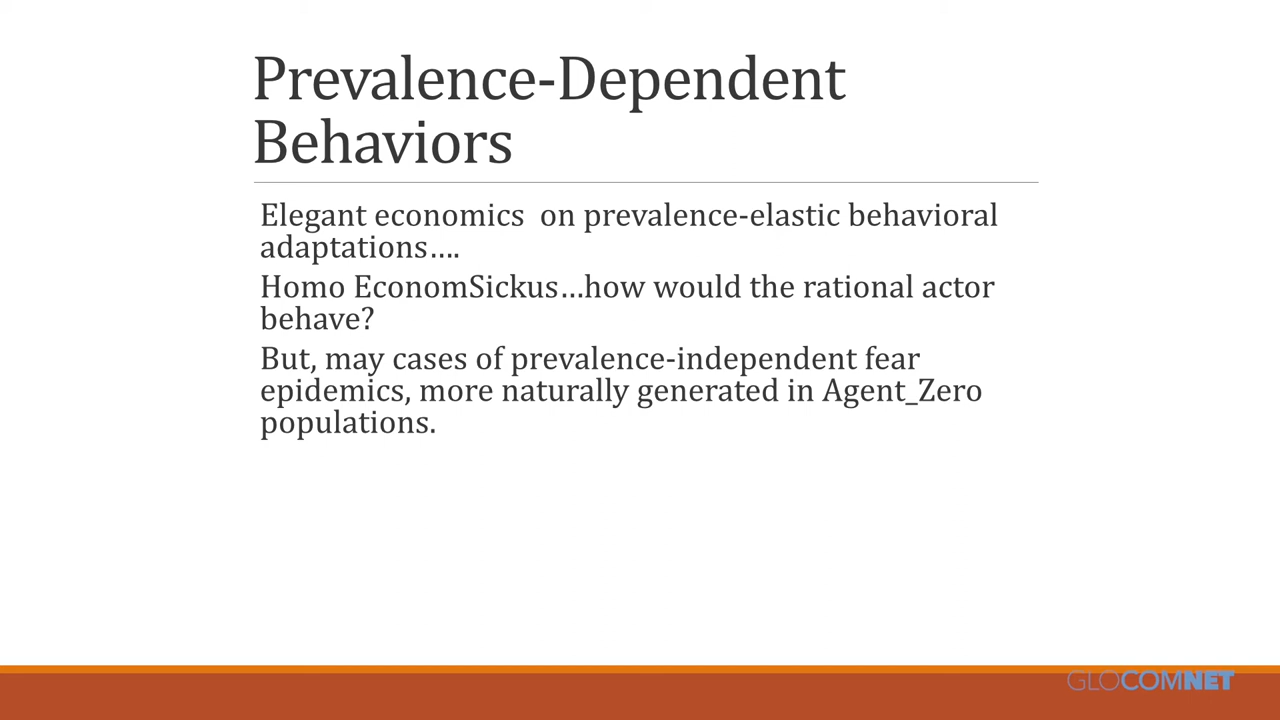 Prevalence-Dependent
Behaviors
Elegant economics  on prevalence-elastic behavioral
adaptations….
Homo EconomSickus…how would the rational actor
behave?
But, may cases of prevalence-independent fear
epidemics, more naturally generated in Agent_Zero
populations.
GLOCOMNET